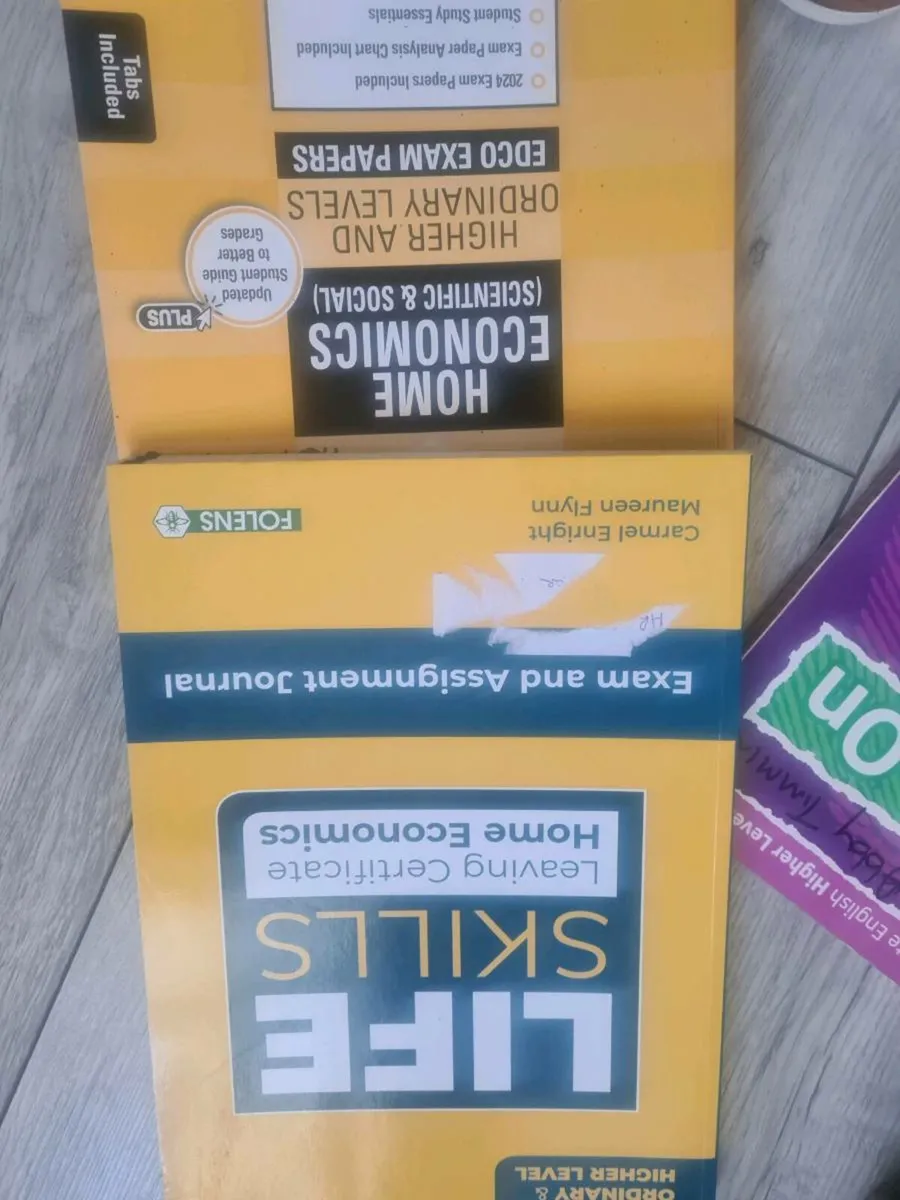 ORDINARY &
HIGHER LEVEL
LIFE
SKILLS
Leaving Certificate
Home Economics
Exam and Assignment Journal
Carmel Enright
Maureen Flynn
FOLENS
HOME
ECONOMICS
(SCIENTIFIC & SOCIAL)
HIGHER AND
ORDINARY LEVELS
EDCO EXAM PAPERS
2024 Exam Papers Included
Exam Paper Analysis Chart Included
Student Study Essentials
PLUS
Updated
Student Guide
to Better
Grades
Tabs
Included
English Higher
On